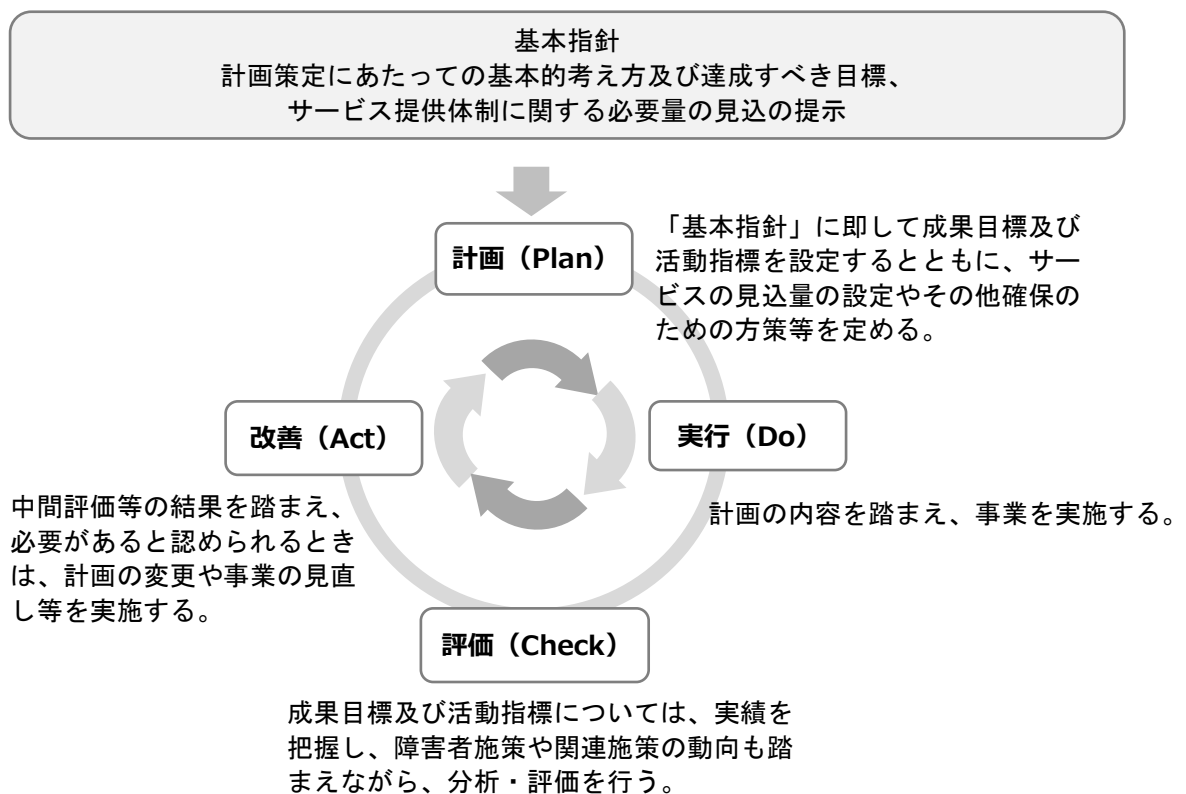 基本指針
計画策定にあたっての基本的考え方及び達成すべき目標、
サービス提供体制に関する必要量の見込の提示
計画（Plan）
「基本指針」に即して成果目標及び
活動指標を設定するとともに、サー
ビスの見込量の設定やその他確保の
ための方策等を定める。
実行（Do）
計画の内容を踏まえ、事業を実施する。
評価（Check）
成果目標及び活動指標については、実績を
把握し、障害者施策や関連施策の動向も踏
まえながら、分析・評価を行う。
改善（Act）
中間評価等の結果を踏まえ、
必要があると認められるとき
は、計画の変更や事業の見直
し等を実施する。